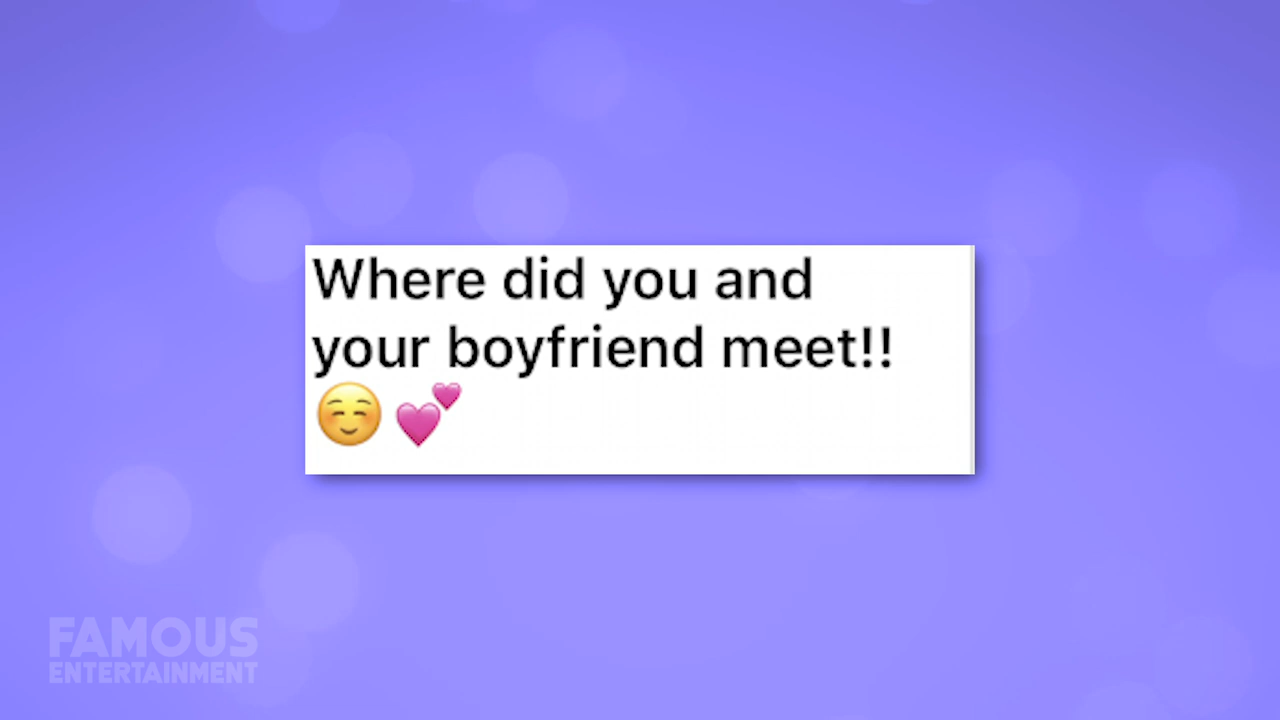 Where did you and
your boyfriend meet!!
☺️ 💕
FAMOUS
ENTERTAINMENT